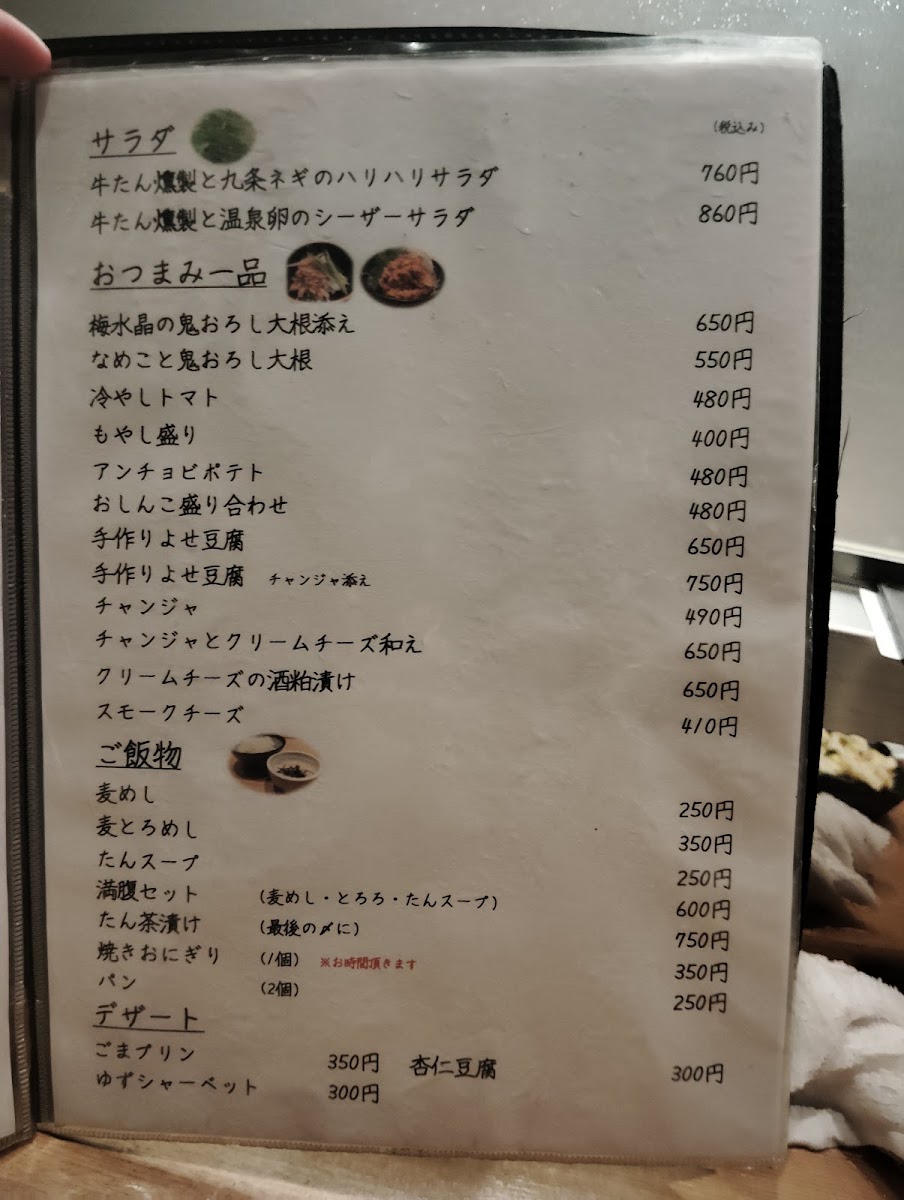 (税込み)
サラダ
牛たん燻製と九条ネギのハリハリサラダ 760円
牛たん燻製と温泉卵のシーザーサラダ 860円
おつまみ一品
梅水晶の鬼おろし大根添え 650円
なめこと鬼おろし大根 550円
冷やしトマト 480円
もやし盛り 400円
アンチョビポテト 480円
おしんこ盛り合わせ 480円
手作りよせ豆腐 650円
手作りよせ豆腐 チャンジャ添え 750円
チャンジャ 490円
チャンジャとクリームチーズ和え 650円
クリームチーズの酒粕漬け 650円
スモークチーズ 410円
ご飯物
麦めし 250円
麦とろめし 350円
たんスープ 250円
満腹セット (麦めし・とろろ・たんスープ) 600円
たん茶漬け (最後の〆に) 750円
焼きおにぎり (1個) ※お時間頂きます 350円
パン (2個) 250円
デザート
ごまプリン 350円 杏仁豆腐 300円
ゆずシャーベット 300円